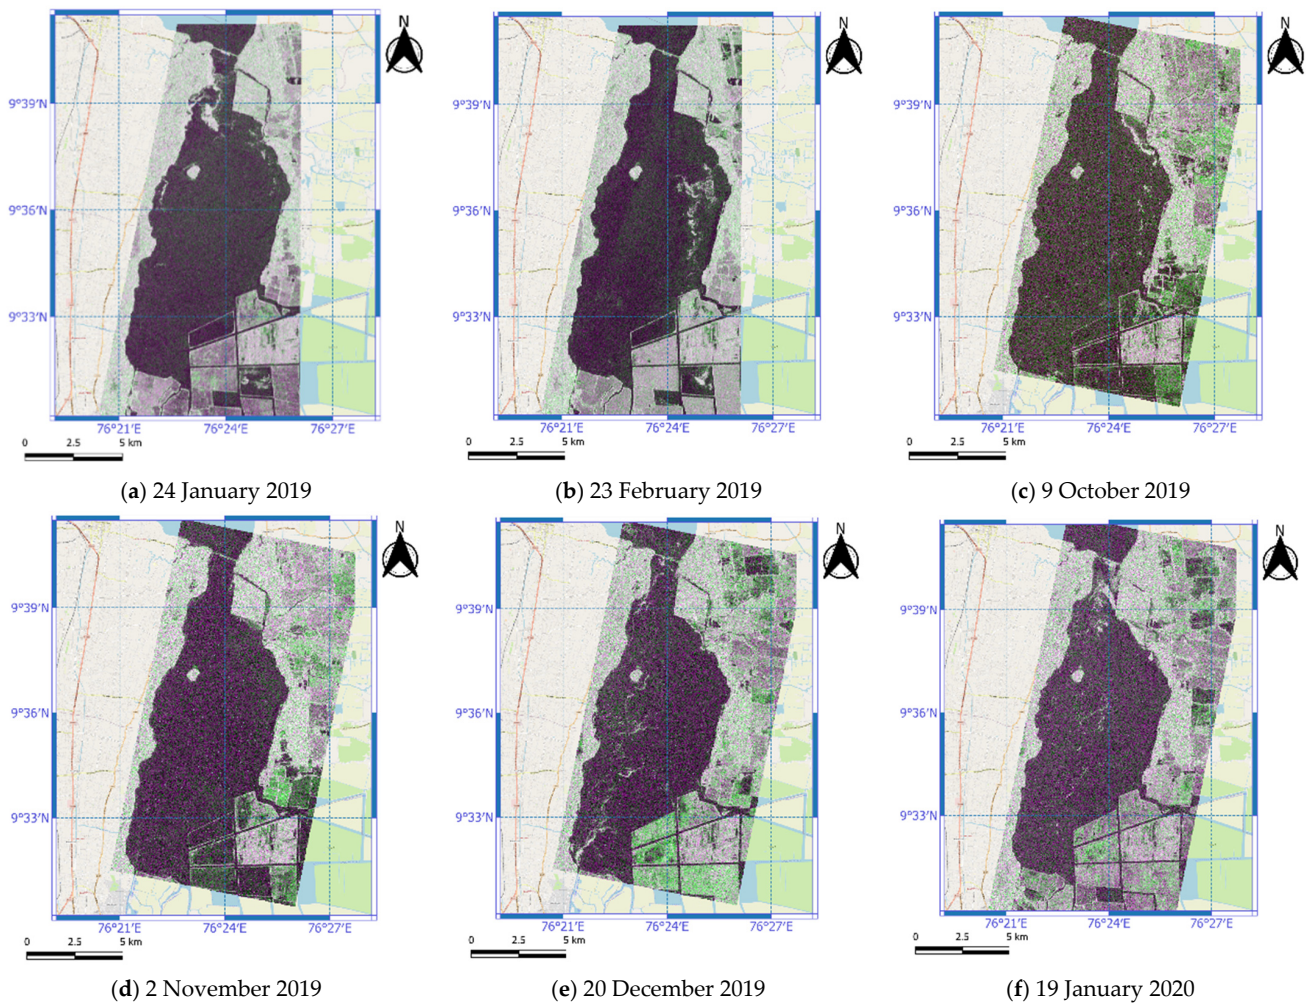 N N N
9°39'N 9°39'N 9°39'N
9°36'N 9°36'N 9°36'N
9°33'N 9°33'N 9°33'N
76°21'E 76°24'E 76°27'E 76°21'E 76°24'E 76°27'E 76°21'E 76°24'E 76°27'E
0 2.5 5 km 0 2.5 5 km 0 2.5 5 km
(a) 24 January 2019 (b) 23 February 2019 (c) 9 October 2019
N N N
9°39'N 9°39'N 9°39'N
9°36'N 9°36'N 9°36'N
9°33'N 9°33'N 9°33'N
76°21'E 76°24'E 76°27'E 76°21'E 76°24'E 76°27'E 76°21'E 76°24'E 76°27'E
0 2.5 5 km 0 2.5 5 km 0 2.5 5 km
(d) 2 November 2019 (e) 20 December 2019 (f) 19 January 2020